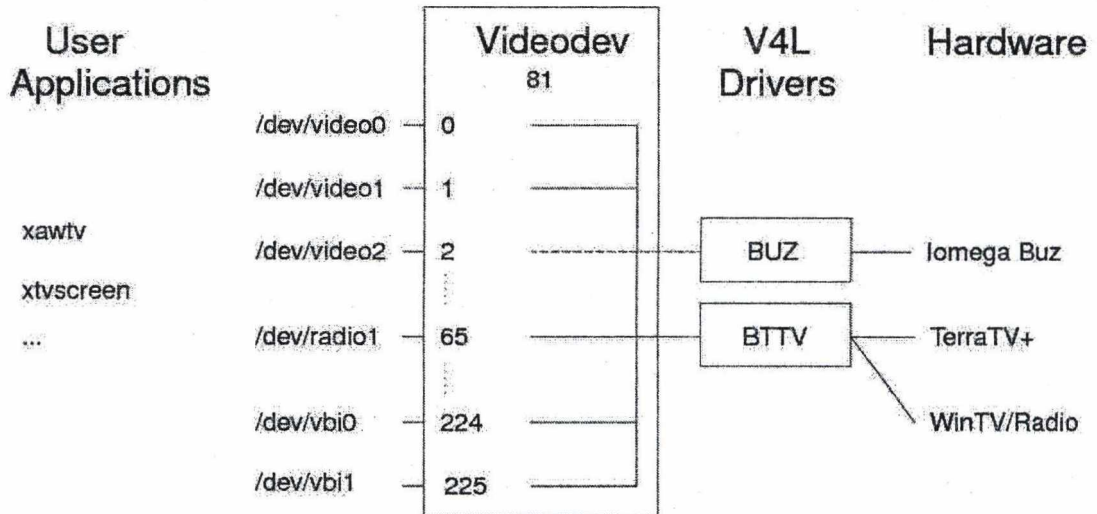 User
Applications
Videodev
81
V4L
Drivers
Hardware
/dev/video0
0
/dev/video1
1
xawtv
/dev/video2
2
BUZ
Iomega Buz
xtvscreen
...
/dev/radio1
65
BTTV
TerraTV+
/dev/vbi0
224
WinTV/Radio
/dev/vbi1
225